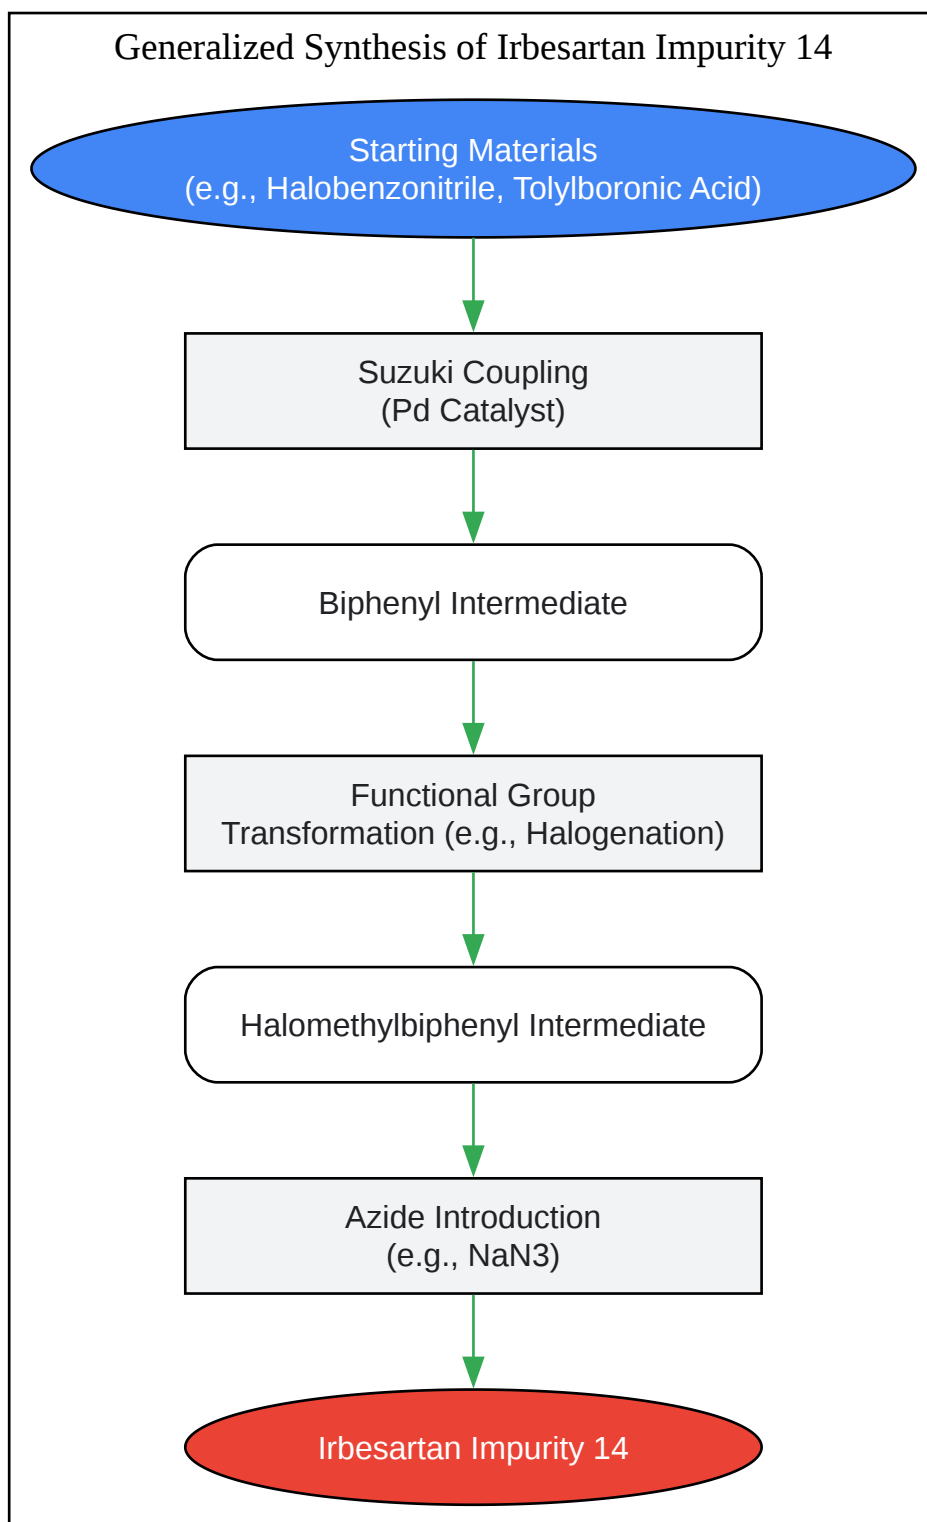 Generalized Synthesis of Irbesartan Impurity 14
Starting Materials
(e.g., Halobenzonitrile, Tolylboronic Acid)
Suzuki Coupling
(Pd Catalyst)
Biphenyl Intermediate
Functional Group
Transformation (e.g., Halogenation)
Halomethylbiphenyl Intermediate
Azide Introduction
(e.g., NaN3)
Irbesartan Impurity 14